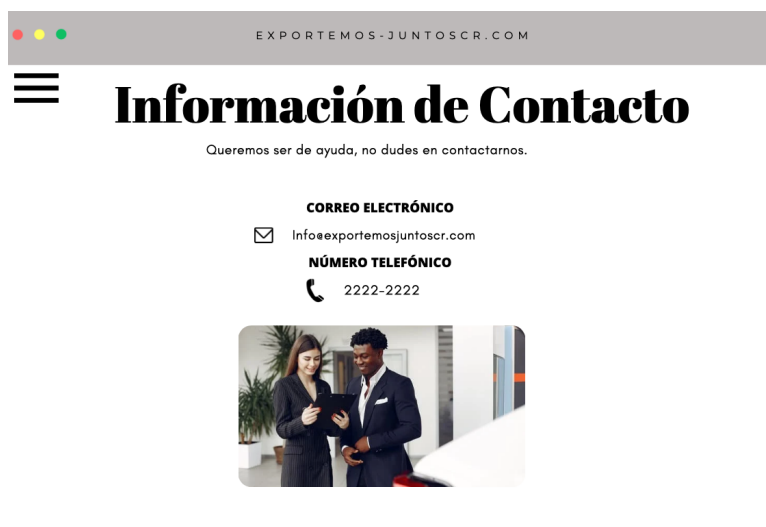 EXPORTEMOS-JUNTOSCR.COM
Información de Contacto
Queremos ser de ayuda, no dudes en contactarnos.
CORREO ELECTRÓNICO
Info@exportemosjuntoscr.com
NÚMERO TELEFÓNICO
2222-2222